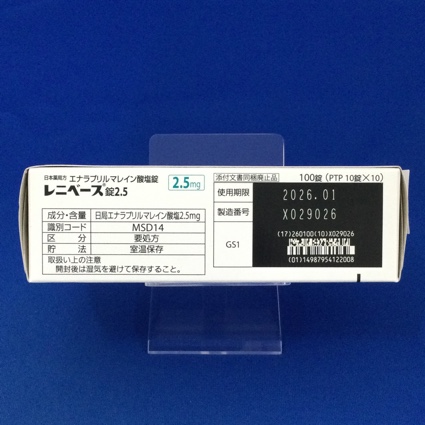 日本薬局方 エナラプリルマレイン酸塩錠
レニベース®錠2.5
2.5mg
添付文書同梱廃止品
100錠 (PTP 10錠×10)
成分・含量 日局エナラプリルマレイン酸塩2.5mg
識別コード MSD14
区分 要処方
貯法 室温保存
取扱い上の注意
開封後は湿気を避けて保存すること。
使用期限 2026.01
製造番号 X029026
GS1
(17)260100(10)X029026
(01)14987954122008